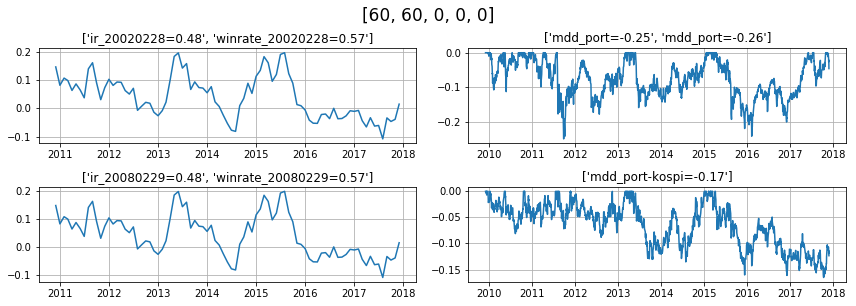 [60, 60, 0, 0, 0]
['ir_20020228=0.48', 'winrate_20020228=0.57']
0.2
0.1
0.0
−0.1
2011 2012 2013 2014 2015 2016 2017 2018
['mdd_port=-0.25', 'mdd_port=-0.26']
0.0
−0.1
−0.2
2010 2011 2012 2013 2014 2015 2016 2017 2018
['ir_20080229=0.48', 'winrate_20080229=0.57']
0.2
0.1
0.0
−0.1
2011 2012 2013 2014 2015 2016 2017 2018
['mdd_port-kospi=-0.17']
0.00
−0.05
−0.10
−0.15
2010 2011 2012 2013 2014 2015 2016 2017 2018